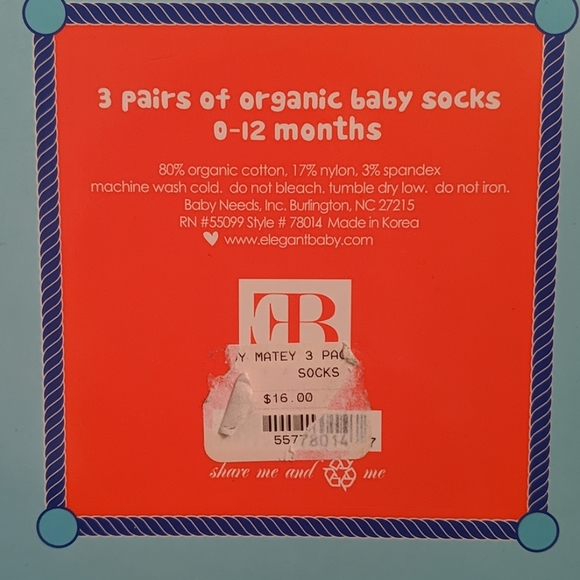 3 pairs of organic baby socks
0-12 months
80% organic cotton, 17% nylon, 3% spandex
machine wash cold. do not bleach. tumble dry low. do not iron.
Baby Needs, Inc. Burlington, NC 27215
RN #55099 Style # 78014 Made in Korea
www.elegantbaby.com
MATEY 3
SOCKS
$16.00
78014 7
share me and me